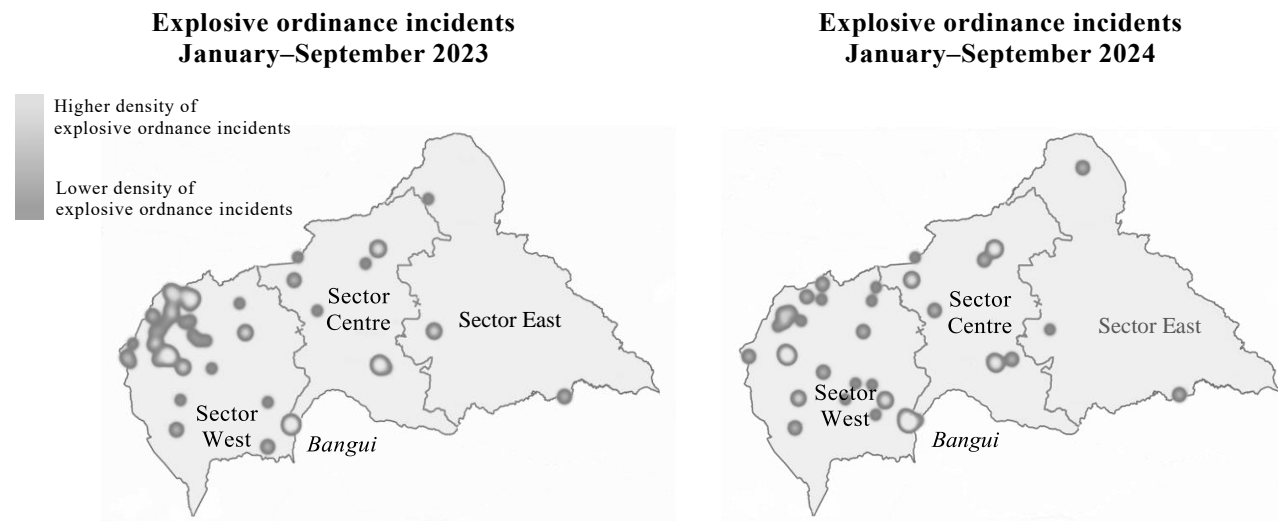 Explosive ordinance incidents
January–September 2023
Explosive ordinance incidents
January–September 2024
Higher density of
explosive ordnance incidents
Lower density of
explosive ordnance incidents
Sector
Centre
Sector East
Sector
West
Bangui
Sector
Centre
Sector East
Sector
West
Bangui